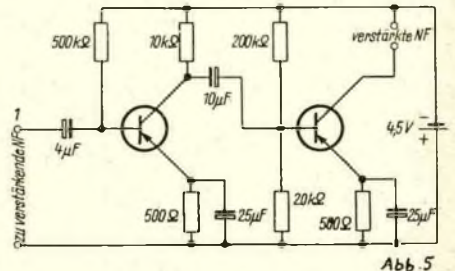 500kΩ
10kΩ
200kΩ
verstärkte NF
10µF
1
4µF
4,5V
-
+
zu verstärkende NF
500Ω
25µF
20kΩ
500Ω
25µF
Abb. 5